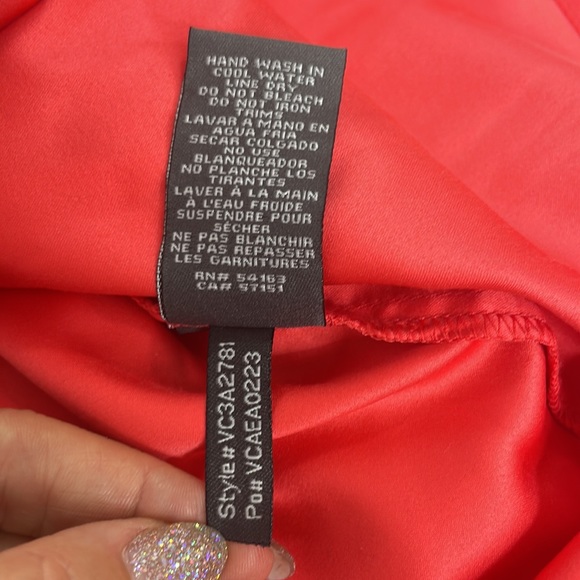 HAND WASH IN
COOL WATER
LINE DRY
DO NOT BLEACH
DO NOT IRON
TRIMS
LAVAR A MANO EN
AGUA FRIA
SECAR COLGADO
NO USE
BLANQUEADOR
NO PLANCHE LOS
TIRANTES
LAVER À LA MAIN
À L'EAU FROIDE
SUSPENDRE POUR
SÉCHER
NE PAS BLANCHIR
NE PAS REPASSER
LES GARNITURES
RN# 54163
CA# 57151
Style# VC3A2781
Po# VCAEA0223